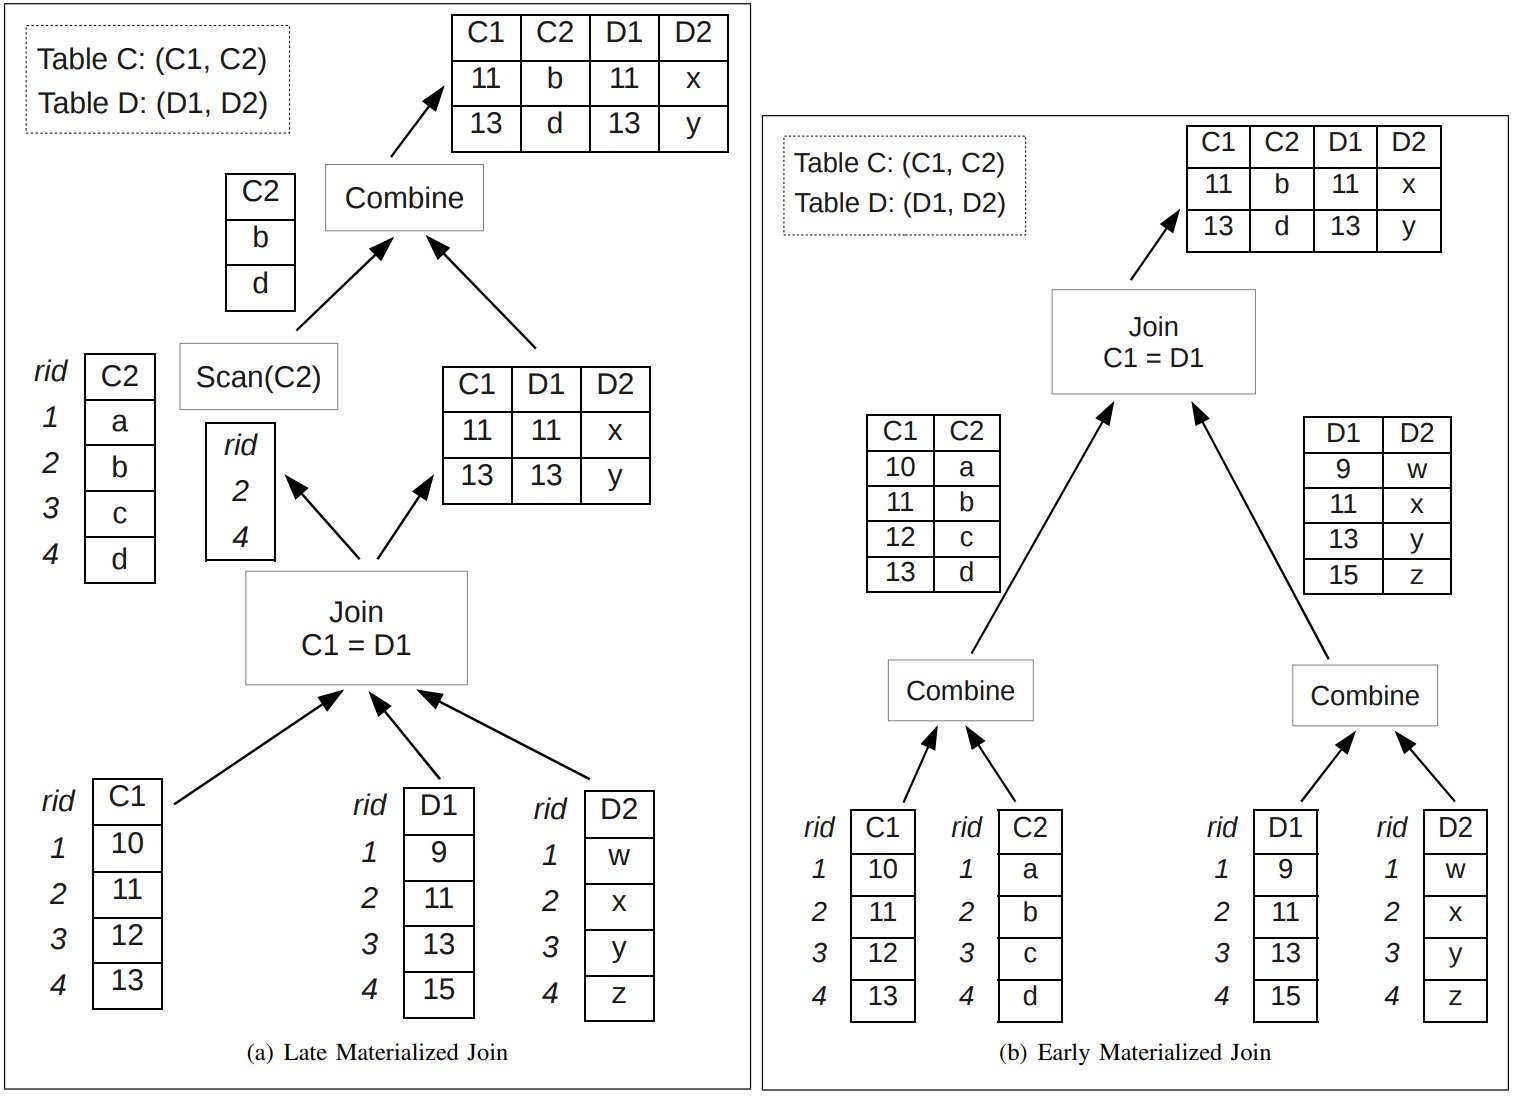 Table C: (C1, C2)
Table D: (D1, D2)
C1 C2 D1 D2
11 b 11 x
13 d 13 y
Combine
C2
b
d
Scan(C2)
rid C2
1 a
2 b
3 c
4 d
rid
2
4
C1 D1 D2
11 11 x
13 13 y
Join
C1 = D1
rid C1
1 10
2 11
3 12
4 13
rid D1
1 9
2 11
3 13
4 15
rid D2
1 w
2 x
3 y
4 z
(a) Late Materialized Join
Table C: (C1, C2)
Table D: (D1, D2)
C1 C2 D1 D2
11 b 11 x
13 d 13 y
Join
C1 = D1
C1 C2
10 a
11 b
12 c
13 d
D1 D2
9 w
11 x
13 y
15 z
Combine
Combine
rid C1
1 10
2 11
3 12
4 13
rid C2
1 a
2 b
3 c
4 d
rid D1
1 9
2 11
3 13
4 15
rid D2
1 w
2 x
3 y
4 z
(b) Early Materialized Join